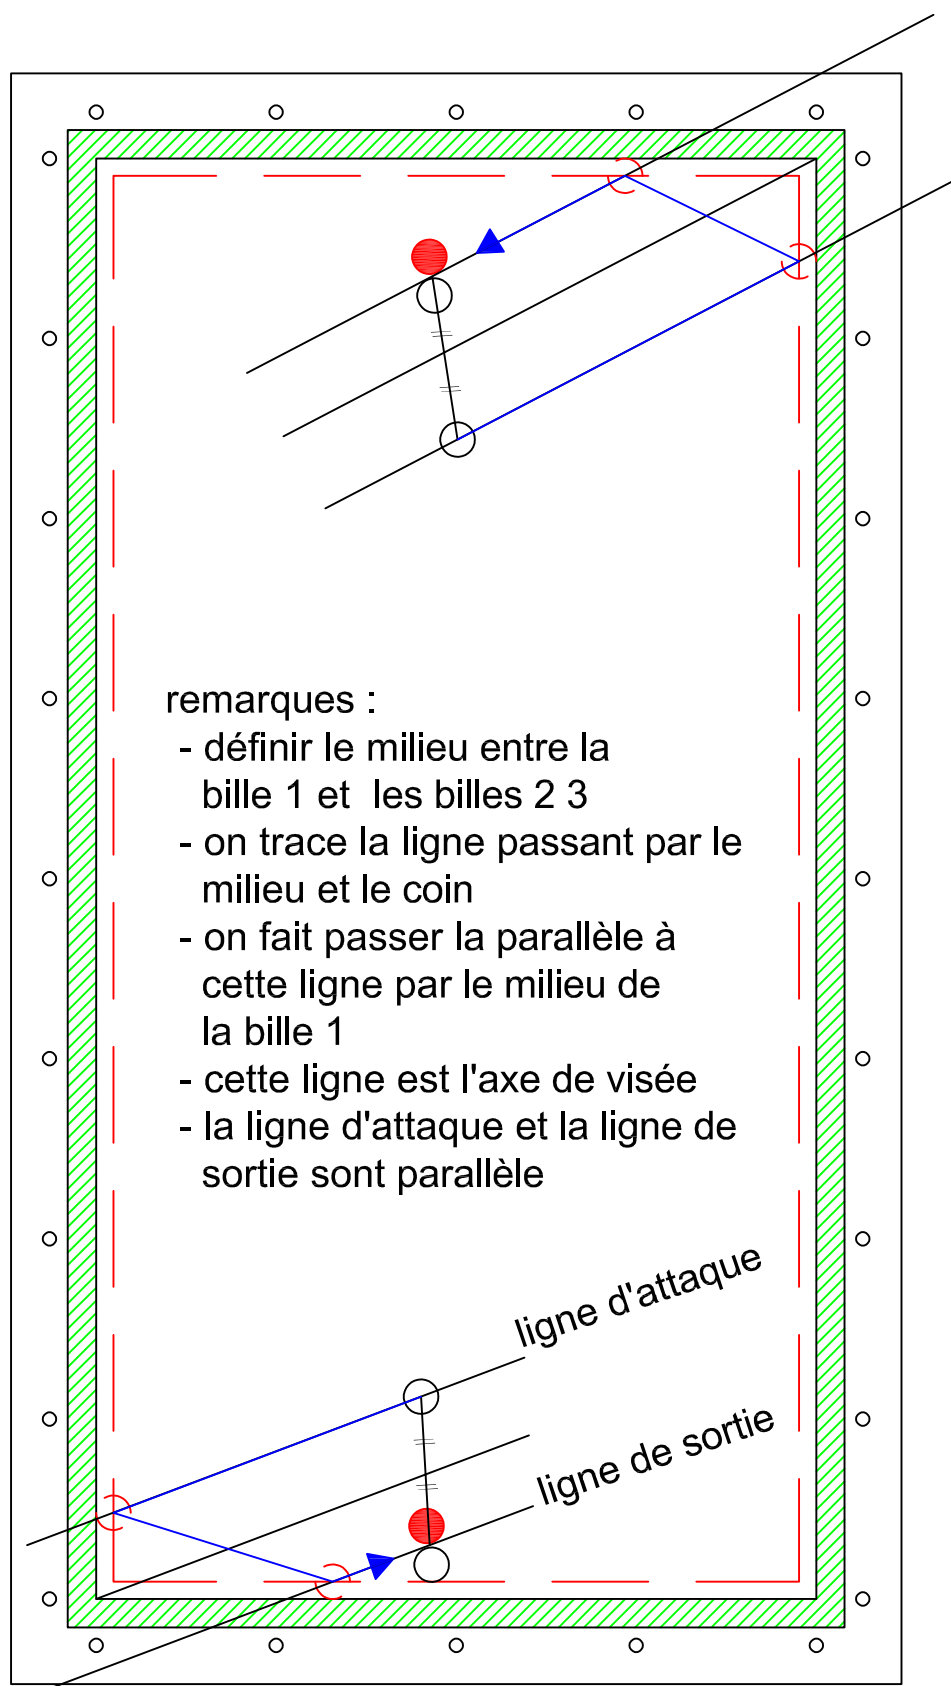 remarques :
- définir le milieu entre la
bille 1 et  les billes 2 3
- on trace la ligne passant par le
milieu et le coin
- on fait passer la parallèle à
cette ligne par le milieu de
la bille 1
- cette ligne est l'axe de visée
- la ligne d'attaque et la ligne de
sortie sont parallèle
ligne d'attaque
ligne de sortie